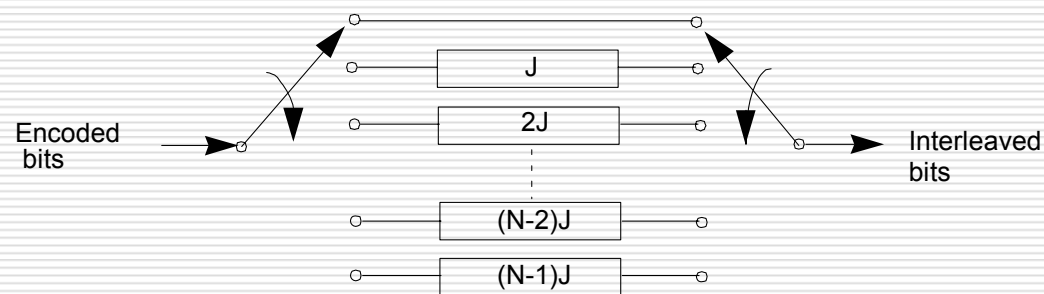 J
2J
Encoded
bits
Interleaved
bits
(N-2)J
(N-1)J